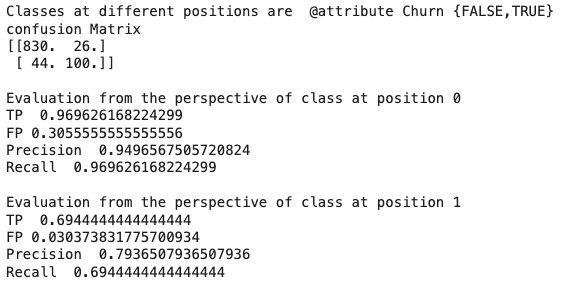 Classes at different positions are  @attribute Churn {FALSE,TRUE}
confusion Matrix
[[830.  26.]
 [ 44. 100.]]

Evaluation from the perspective of class at position 0
TP  0.969626168224299
FP 0.3055555555555556
Precision  0.9496567505720824
Recall  0.969626168224299

Evaluation from the perspective of class at position 1
TP  0.6944444444444444
FP 0.030373831775700934
Precision  0.7936507936507936
Recall  0.6944444444444444